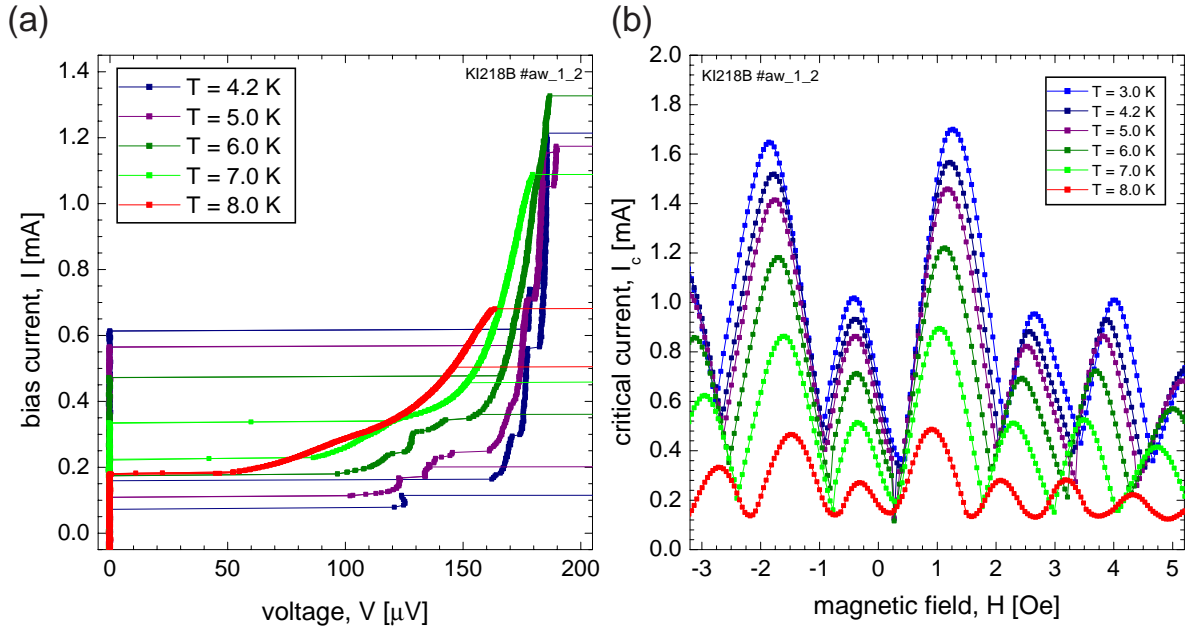 (a)
KI218B #aw_1_2
T = 4.2 K
T = 5.0 K
T = 6.0 K
T = 7.0 K
T = 8.0 K
1.4
1.2
1.0
0.8
0.6
0.4
0.2
0.0
bias current, I [mA]
0
50
100
150
200
voltage, V [μV]
(b)
KI218B #aw_1_2
T = 3.0 K
T = 4.2 K
T = 5.0 K
T = 6.0 K
T = 7.0 K
T = 8.0 K
2.0
1.8
1.6
1.4
1.2
1.0
0.8
0.6
0.4
0.2
0.0
critical current, I_c [mA]
-3
-2
-1
0
1
2
3
4
5
magnetic field, H [Oe]